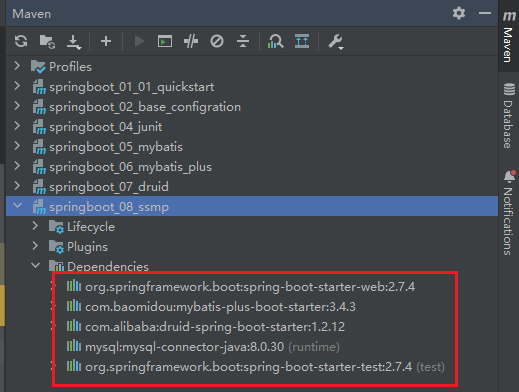 Maven
Profiles
springboot_01_01_quickstart
springboot_02_base_configration
springboot_04_junit
springboot_05_mybatis
springboot_06_mybatis_plus
springboot_07_druid
springboot_08_ssmp
Lifecycle
Plugins
Dependencies
org.springframework.boot:spring-boot-starter-web:2.7.4
com.baomidou:mybatis-plus-boot-starter:3.4.3
com.alibaba:druid-spring-boot-starter:1.2.12
mysql:mysql-connector-java:8.0.30 (runtime)
org.springframework.boot:spring-boot-starter-test:2.7.4 (test)
m
Maven
Database
Notifications